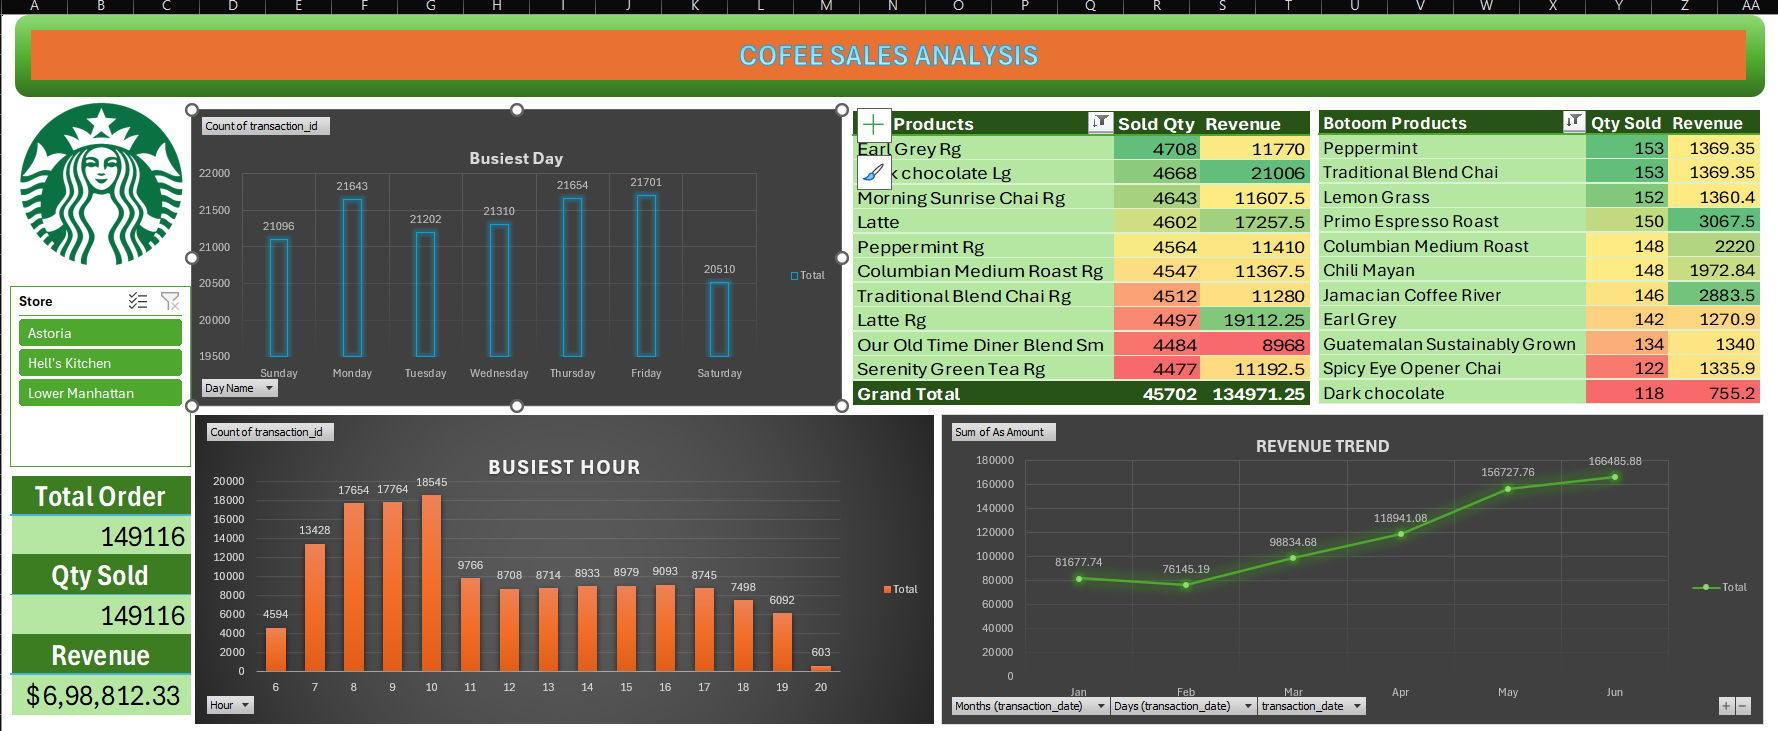 A B C D E F G H I J K L M N O P Q R S T U V W X Y Z AA
COFEE SALES ANALYSIS
Count of transaction_id
Busiest Day
22000
21500
21000
20500
20000
19500
21096 21643 21202 21310 21654 21701 20510
Sunday Monday Tuesday Wednesday Thursday Friday Saturday
Total
Day Name
Products Sold Qty Revenue
Earl Grey Rg 4708 11770
k chocolate Lg 4668 21006
Morning Sunrise Chai Rg 4643 11607.5
Latte 4602 17257.5
Peppermint Rg 4564 11410
Columbian Medium Roast Rg 4547 11367.5
Traditional Blend Chai Rg 4512 11280
Latte Rg 4497 19112.25
Our Old Time Diner Blend Sm 4484 8968
Serenity Green Tea Rg 4477 11192.5
Grand Total 45702 134971.25
Botoom Products Qty Sold Revenue
Peppermint 153 1369.35
Traditional Blend Chai 153 1369.35
Lemon Grass 152 1360.4
Primo Espresso Roast 150 3067.5
Columbian Medium Roast 148 2220
Chili Mayan 148 1972.84
Jamacian Coffee River 146 2883.5
Earl Grey 142 1270.9
Guatemalan Sustainably Grown 134 1340
Spicy Eye Opener Chai 122 1335.9
Dark chocolate 118 755.2
Store
Astoria
Hell's Kitchen
Lower Manhattan
Total Order
149116
Qty Sold
149116
Revenue
$6,98,812.33
Count of transaction_id
BUSIEST HOUR
20000
18000
16000
14000
12000
10000
8000
6000
4000
2000
0
4594 13428 17654 17764 18545 9766 8708 8714 8933 8979 9093 8745 7498 6092 603
6 7 8 9 10 11 12 13 14 15 16 17 18 19 20
Total
Hour
Sum of As Amount
REVENUE TREND
180000
160000
140000
120000
100000
80000
60000
40000
20000
0
81677.74 76145.19 98834.68 118941.08 156727.76 166485.88
Jan Feb Mar Apr May Jun
Total
Months (transaction_date) Days (transaction_date) transaction_date
+ −